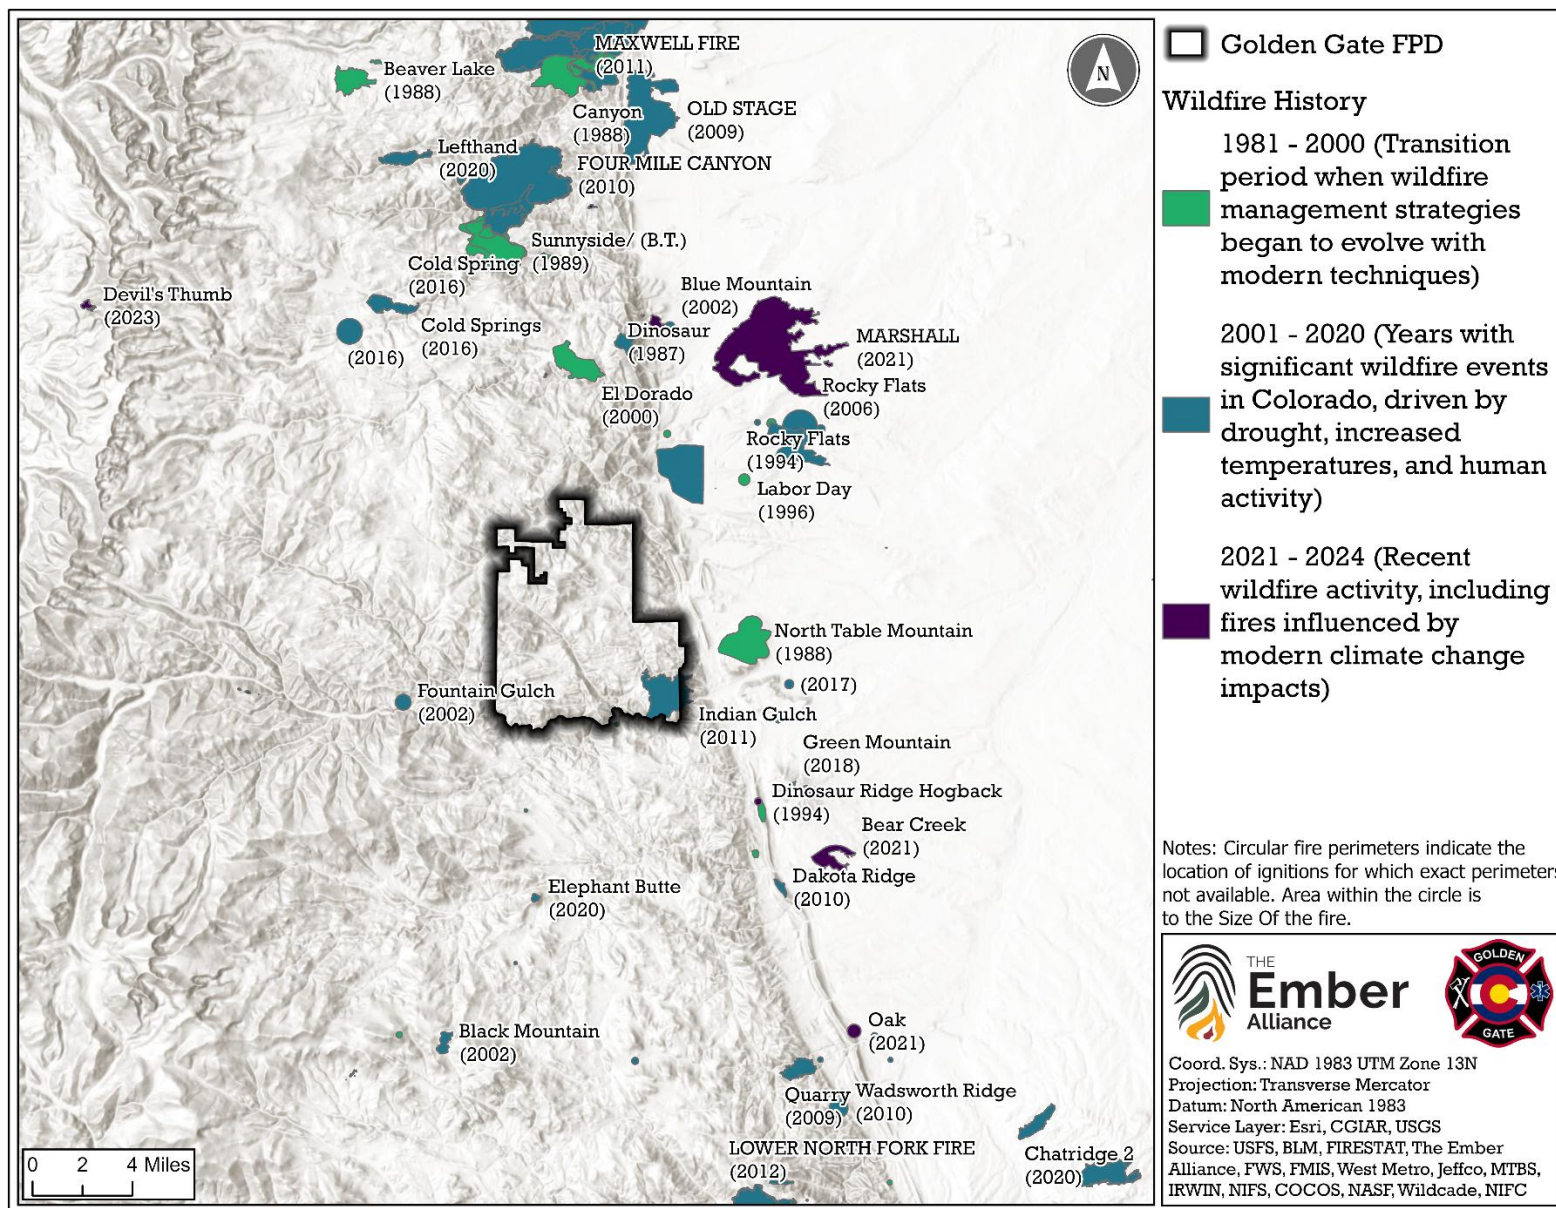 MAXWELL FIRE
(2011)
Beaver Lake
(1988)
Canyon
(1988)
OLD STAGE
(2009)
Lefthand
(2020)
FOUR MILE CANYON
(2010)
Sunnyside/ (B.T.)
(1989)
Cold Spring
(2016)
Devil's Thumb
(2023)
Cold Springs
(2016)
(2016)
Blue Mountain
(2002)
Dinosaur
(1987)
MARSHALL
(2021)
El Dorado
(2000)
Rocky Flats
(2006)
Rocky Flats
(1994)
Labor Day
(1996)
North Table Mountain
(1988)
(2017)
Fountain Gulch
(2002)
Indian Gulch
(2011)
Green Mountain
(2018)
Dinosaur Ridge Hogback
(1994)
Bear Creek
(2021)
Dakota Ridge
(2010)
Elephant Butte
(2020)
Black Mountain
(2002)
Oak
(2021)
Quarry
(2009)
Wadsworth Ridge
(2010)
LOWER NORTH FORK FIRE
(2012)
Chatridge 2
(2020)
0 2 4 Miles
N
Golden Gate FPD
Wildfire History
1981 - 2000 (Transition
period when wildfire
management strategies
began to evolve with
modern techniques)
2001 - 2020 (Years with
significant wildfire events
in Colorado, driven by
drought, increased
temperatures, and human
activity)
2021 - 2024 (Recent
wildfire activity, including
fires influenced by
modern climate change
impacts)
Notes: Circular fire perimeters indicate the
location of ignitions for which exact perimeters
not available. Area within the circle is
to the Size Of the fire.
THE
Ember
Alliance
GOLDEN
GATE
Coord. Sys.: NAD 1983 UTM Zone 13N
Projection: Transverse Mercator
Datum: North American 1983
Service Layer: Esri, CGIAR, USGS
Source: USFS, BLM, FIRESTAT, The Ember
Alliance, FWS, FMIS, West Metro, Jeffco, MTBS,
IRWIN, NIFS, COCOS, NASF, Wildcade, NIFC